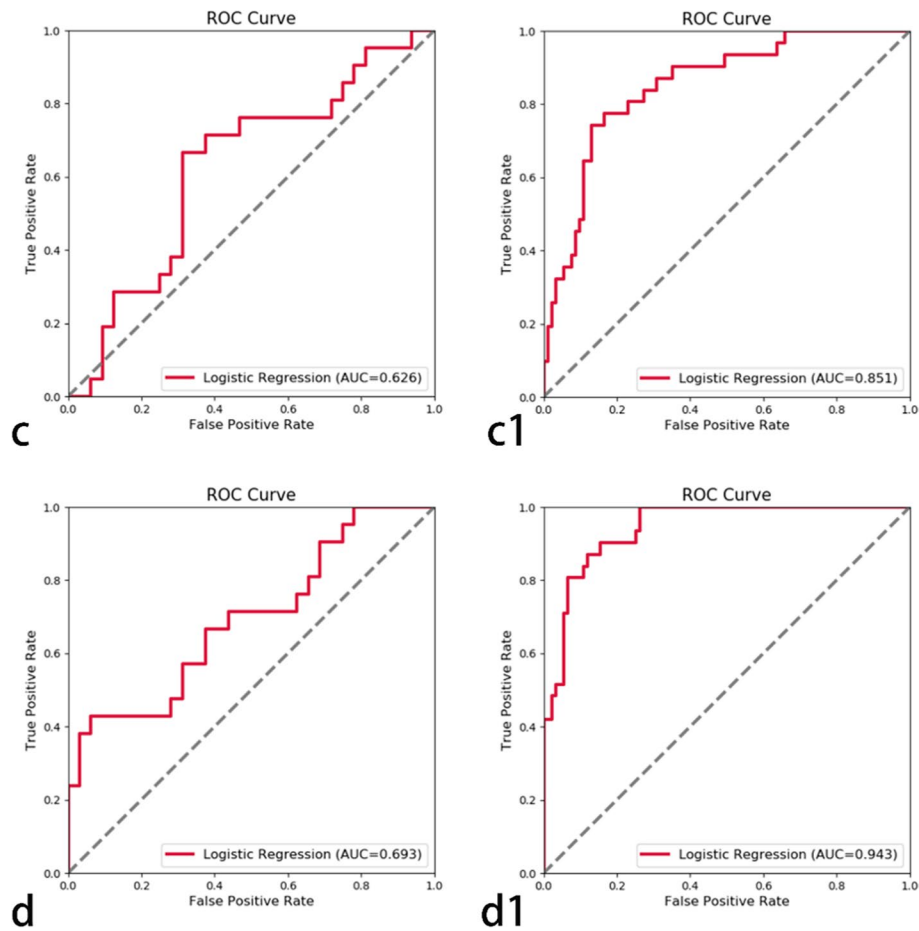 ROC Curve
1.0
0.8
0.6
0.4
0.2
0.0
True Positive Rate
Logistic Regression (AUC=0.626)
0.0 0.2 0.4 0.6 0.8 1.0
False Positive Rate
c
ROC Curve
1.0
0.8
0.6
0.4
0.2
0.0
True Positive Rate
Logistic Regression (AUC=0.851)
0.0 0.2 0.4 0.6 0.8 1.0
False Positive Rate
c1
ROC Curve
1.0
0.8
0.6
0.4
0.2
0.0
True Positive Rate
Logistic Regression (AUC=0.693)
0.0 0.2 0.4 0.6 0.8 1.0
False Positive Rate
d
ROC Curve
1.0
0.8
0.6
0.4
0.2
0.0
True Positive Rate
Logistic Regression (AUC=0.943)
0.0 0.2 0.4 0.6 0.8 1.0
False Positive Rate
d1